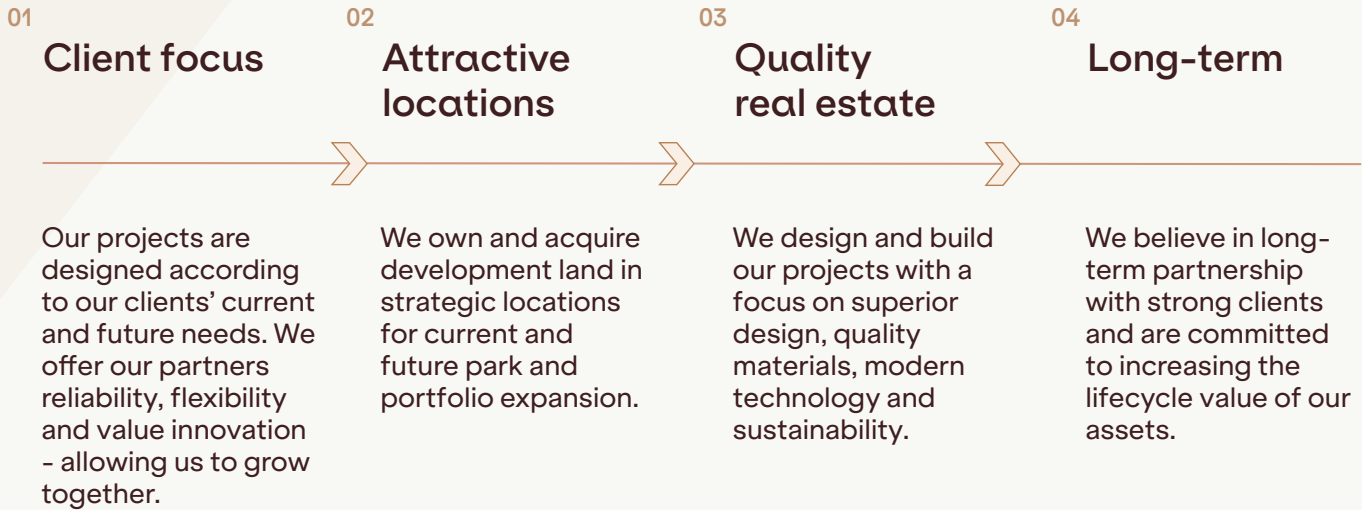 01
Client focus
Our projects are
designed according
to our clients’ current
and future needs. We
offer our partners
reliability, flexibility
and value innovation
- allowing us to grow
together.
02
Attractive
locations
We own and acquire
development land in
strategic locations
for current and
future park and
portfolio expansion.
03
Quality
real estate
We design and build
our projects with a
focus on superior
design, quality
materials, modern
technology and
sustainability.
04
Long-term
We believe in long-
term partnership
with strong clients
and are committed
to increasing the
lifecycle value of our
assets.